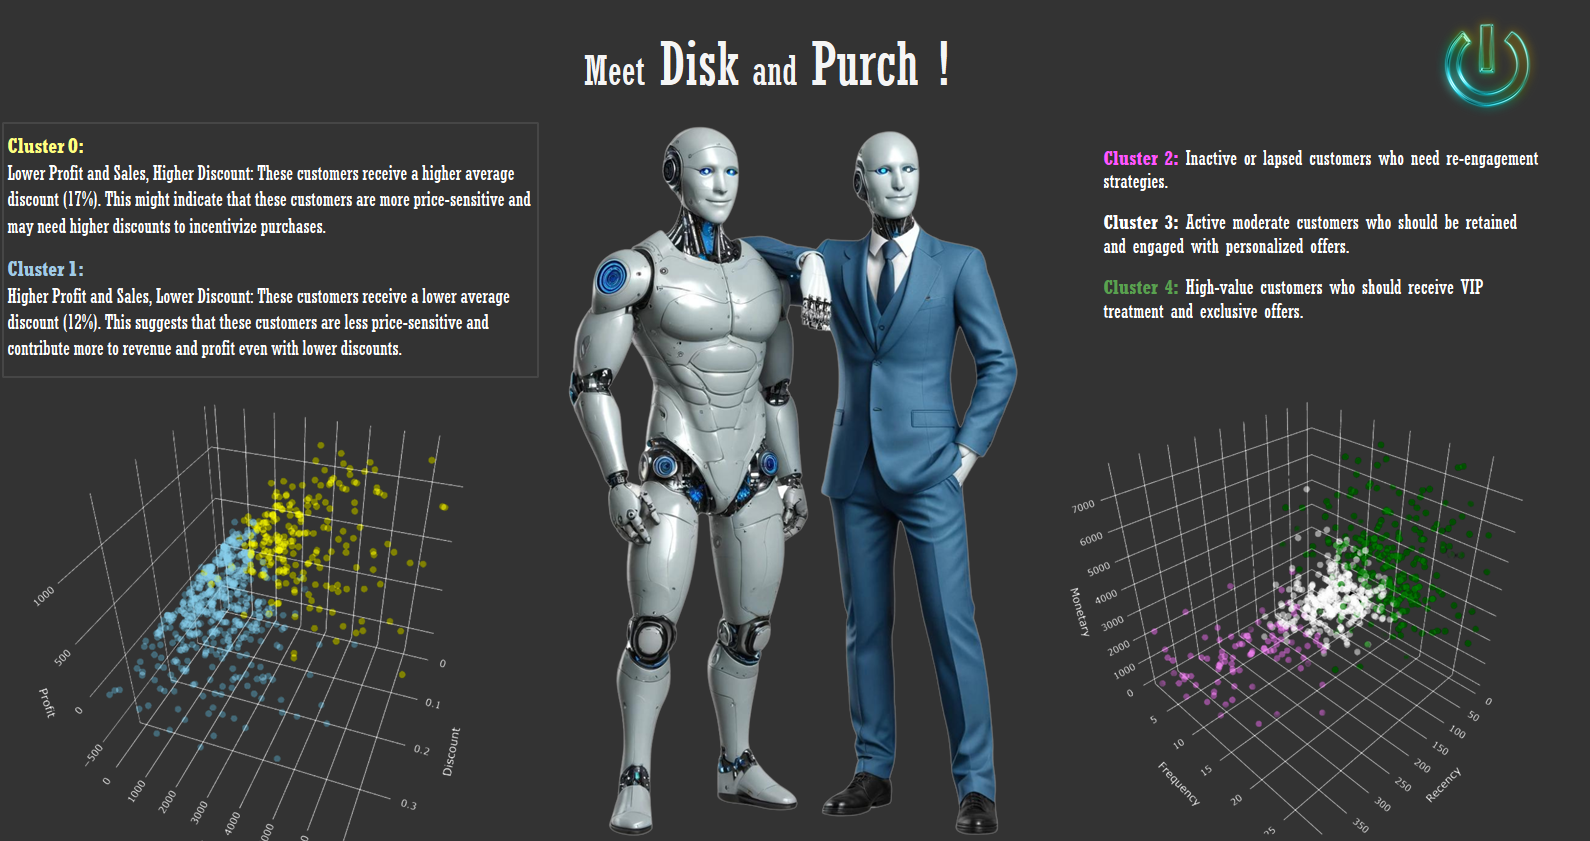 Meet Disk and Purch !
Cluster 0:
Lower Profit and Sales, Higher Discount: These customers receive a higher average
discount (17%). This might indicate that these customers are more price-sensitive and
may need higher discounts to incentivize purchases.
Cluster 1:
Higher Profit and Sales, Lower Discount: These customers receive a lower average
discount (12%). This suggests that these customers are less price-sensitive and
contribute more to revenue and profit even with lower discounts.
Cluster 2: Inactive or lapsed customers who need re-engagement
strategies.
Cluster 3: Active moderate customers who should be retained
and engaged with personalized offers.
Cluster 4: High-value customers who should receive VIP
treatment and exclusive offers.
1000
500
0
-500
Profit
0
1000
2000
3000
4000
0
0.1
0.2
0.3
Discount
7000
6000
5000
4000
3000
2000
1000
0
Monetary
5
10
15
20
25
Frequency
0
50
100
150
200
250
300
350
Recency